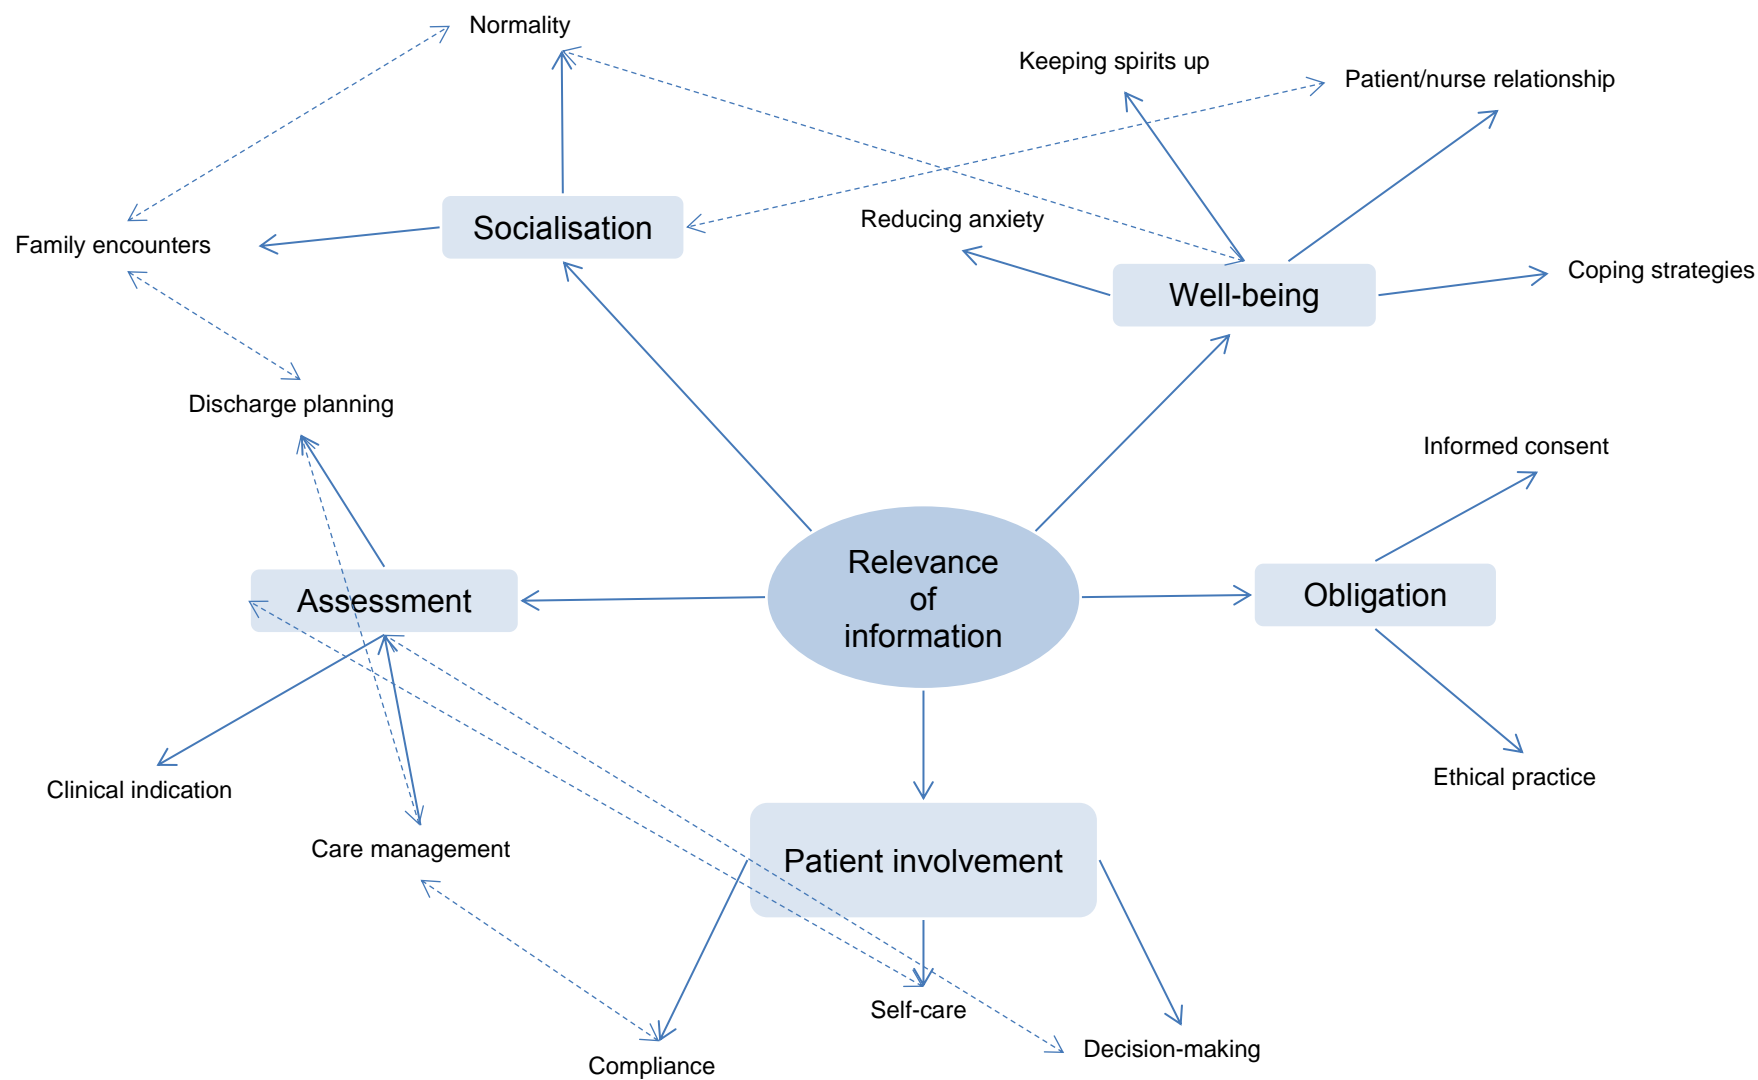 Normality
Keeping spirits up
Patient/nurse relationship
Socialisation
Reducing anxiety
Family encounters
Well-being
Coping strategies
Discharge planning
Informed consent
Relevance
of
information
Assessment
Obligation
Clinical indication
Ethical practice
Care management
Patient involvement
Self-care
Decision-making
Compliance